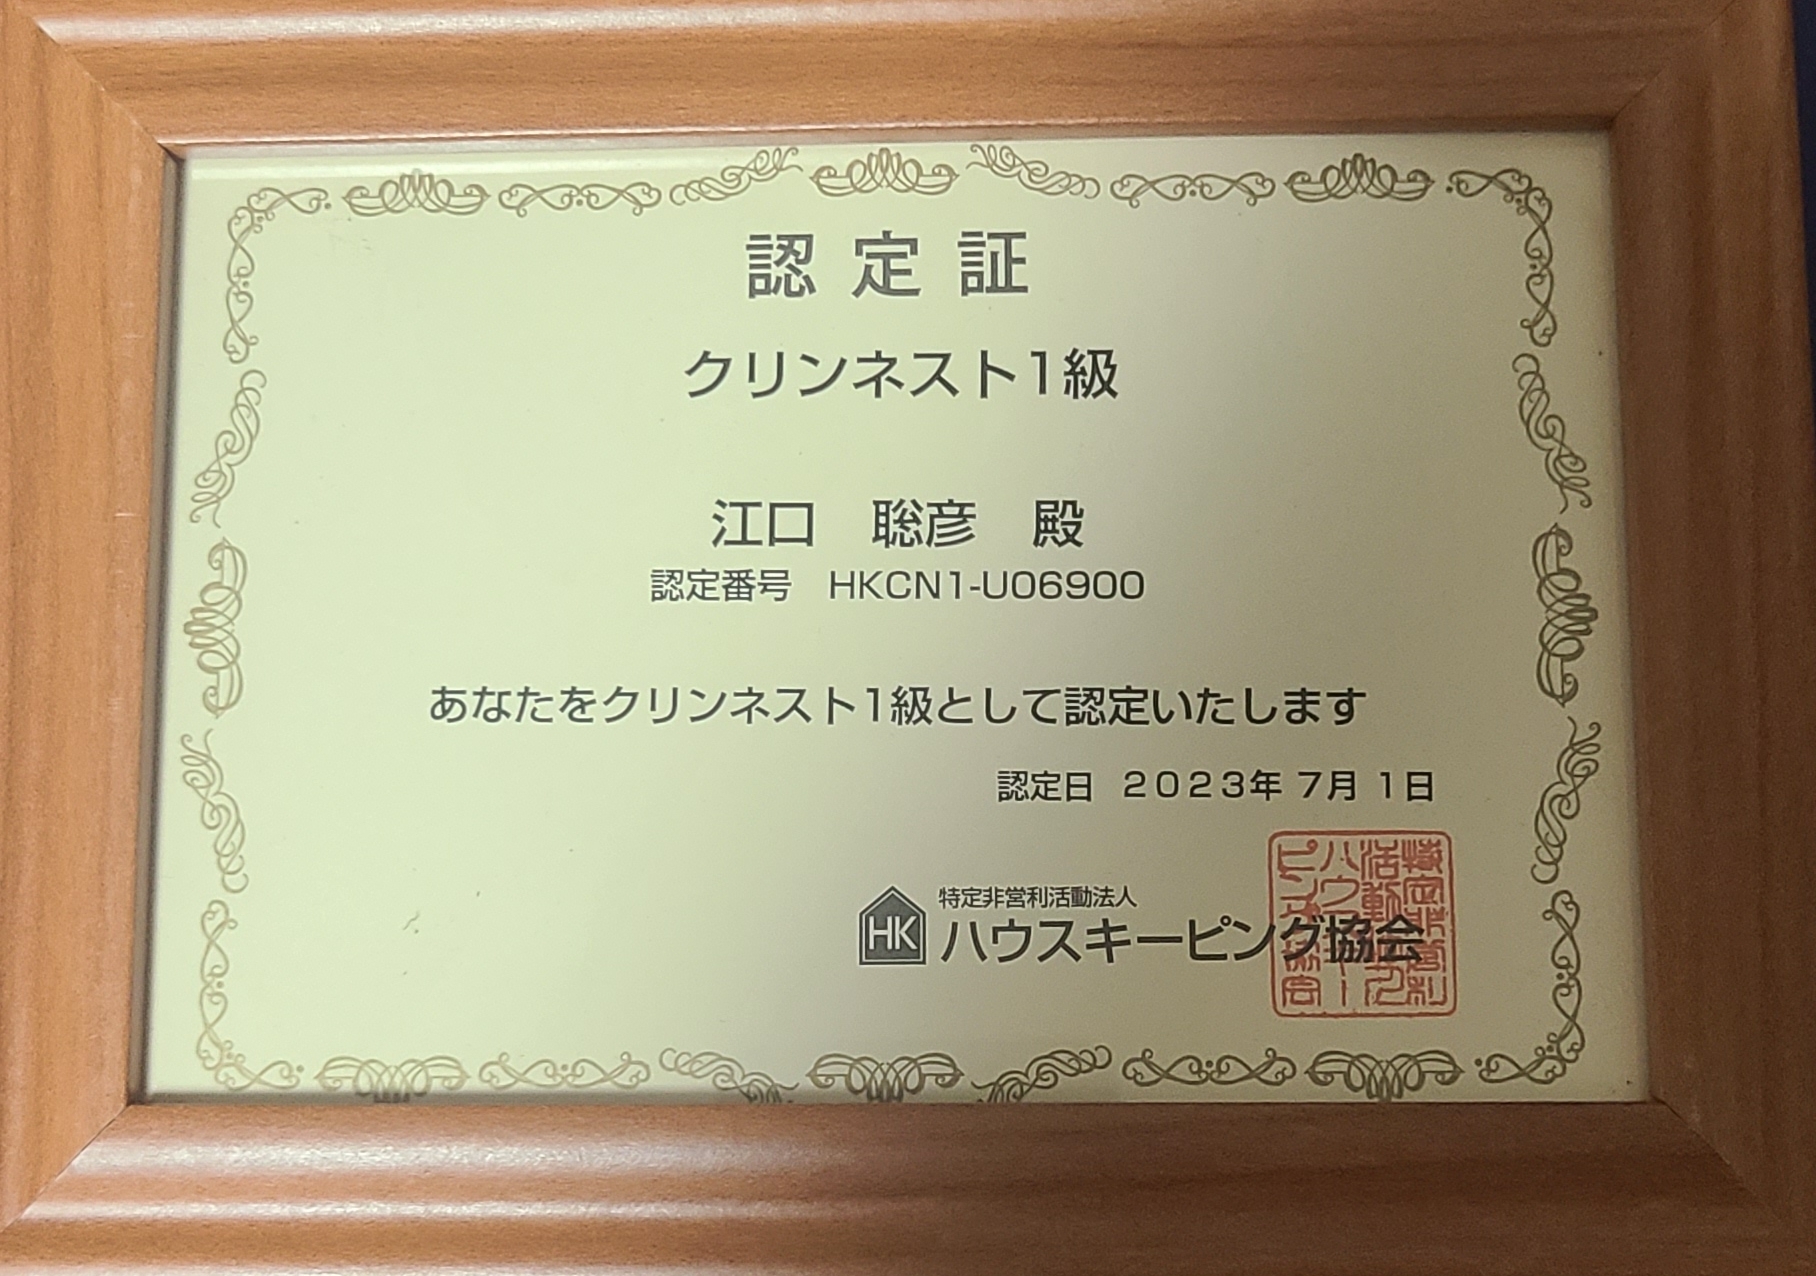 認定証
クリンネスト1級
江口　聡彦　殿
認定番号　HKCN1-U06900
あなたをクリンネスト1級として認定いたします
認定日 2023年 7月 1日
特定非営利活動法人
HK ハウスキーピング協会